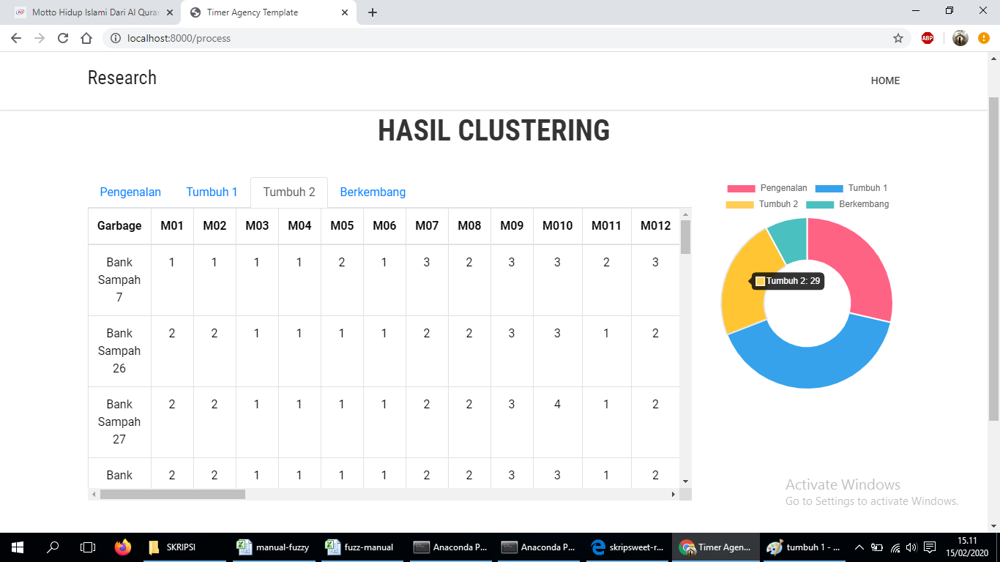 Motto Hidup Islami Dari Al Quran
Timer Agency Template
localhost:8000/process
ABP
Research
HOME
HASIL CLUSTERING
Pengenalan Tumbuh 1 Tumbuh 2 Berkembang
Garbage M01 M02 M03 M04 M05 M06 M07 M08 M09 M010 M011 M012
Bank Sampah 7 1 1 1 1 2 1 3 2 3 3 2 3
Bank Sampah 26 2 2 1 1 1 1 2 2 3 3 1 2
Bank Sampah 27 2 2 1 1 1 1 2 2 3 4 1 2
Bank 2 2 1 1 1 1 2 2 3 3 1 2
Pengenalan Tumbuh 1
Tumbuh 2 Berkembang
Tumbuh 2: 29
Activate Windows
Go to Settings to activate Windows.
SKRIPSI
manual-fuzzy
fuzz-manual
Anaconda P...
Anaconda P...
skripsweet-r...
Timer Agen...
tumbuh 1 - ...
15.11
15/02/2020